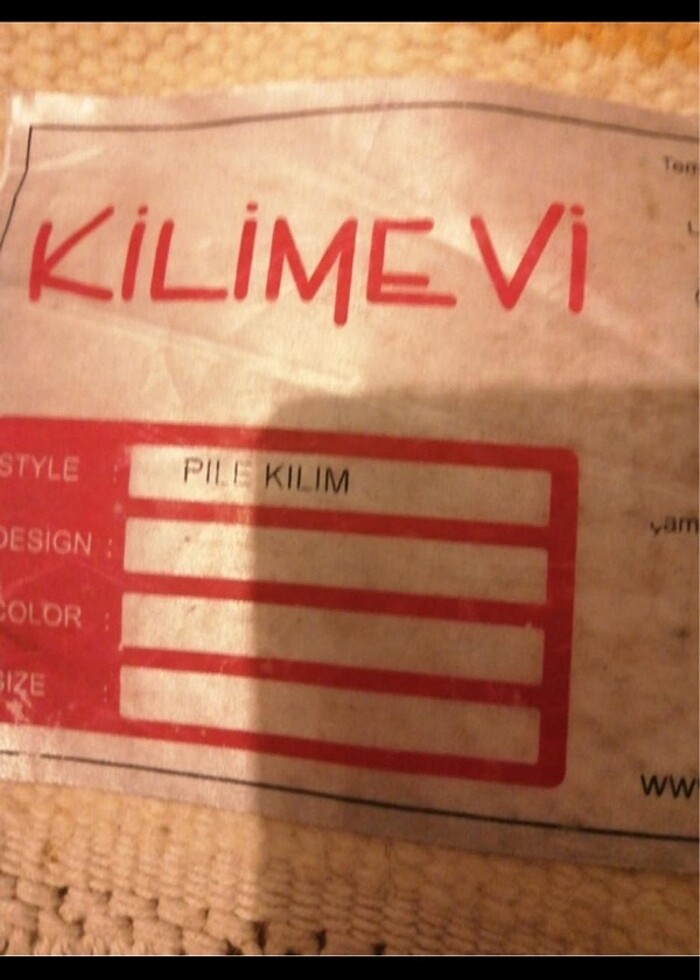 KİLİMEVİ
STYLE : PILE KILIM
DESIGN :
COLOR :
SIZE :